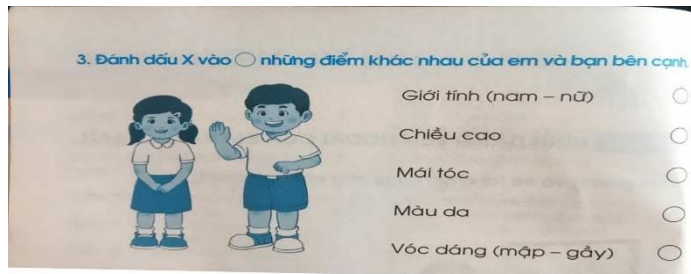 3. Đánh dấu X vào ◯ những điểm khác nhau của em và bạn bên cạnh.
Giới tính (nam – nữ)
Chiều cao
Mái tóc
Màu da
Vóc dáng (mập – gầy)